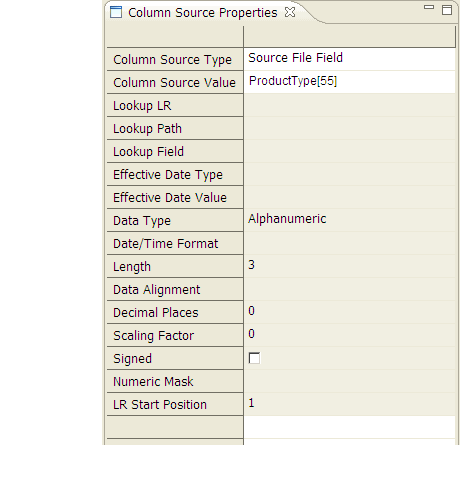 Column Source Properties
Column Source Type Source File Field
Column Source Value ProductType[55]
Lookup LR
Lookup Path
Lookup Field
Effective Date Type
Effective Date Value
Data Type Alphanumeric
Date/Time Format
Length 3
Data Alignment
Decimal Places 0
Scaling Factor 0
Signed
Numeric Mask
LR Start Position 1